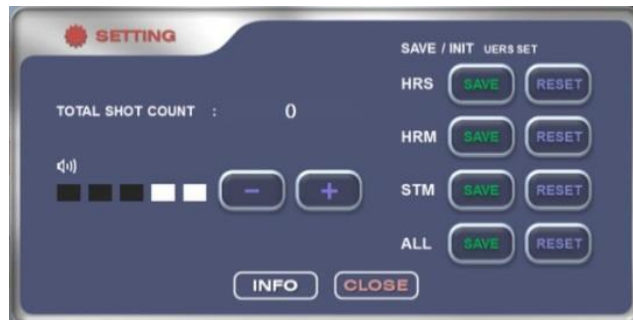 SETTING
SAVE / INIT UERS SET
HRS SAVE RESET
TOTAL SHOT COUNT : 0
HRM SAVE RESET
- +
STM SAVE RESET
ALL SAVE RESET
INFO CLOSE